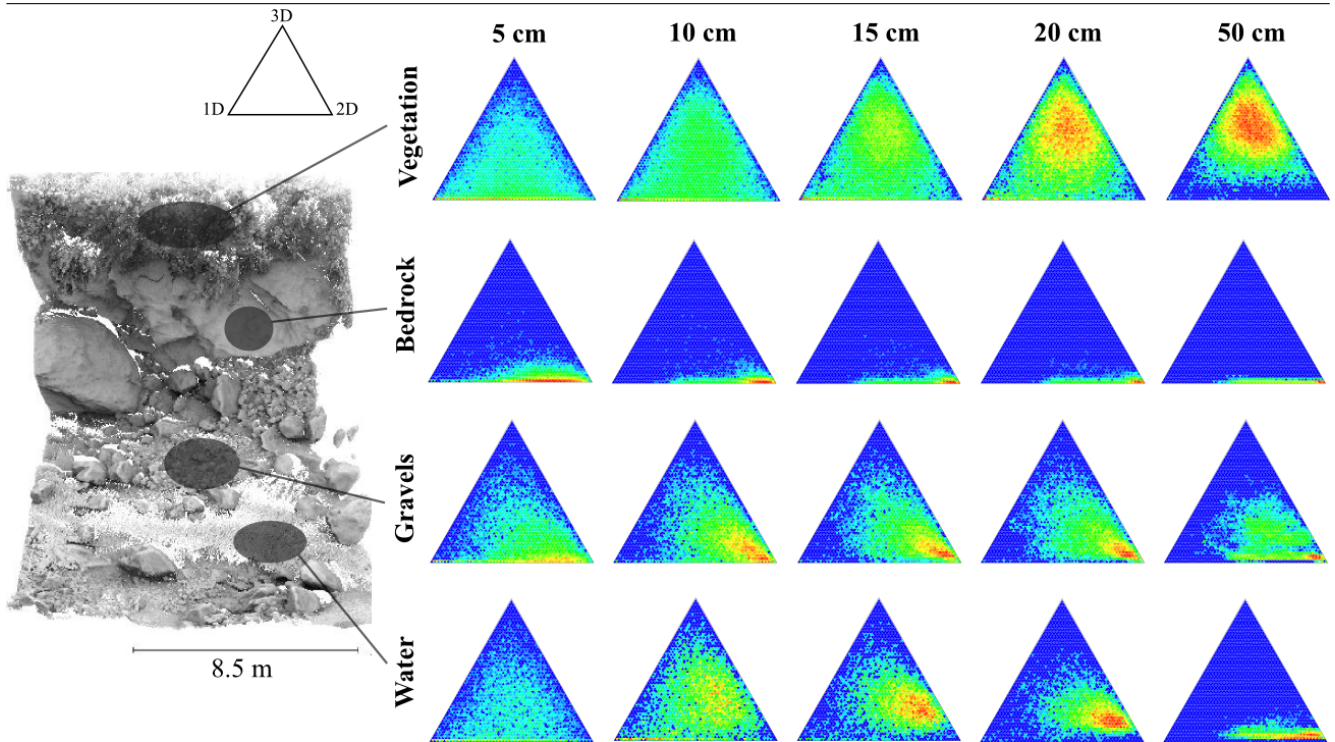 3D
1D 2D
5 cm 10 cm 15 cm 20 cm 50 cm
Vegetation
Bedrock
Gravels
Water
8.5 m